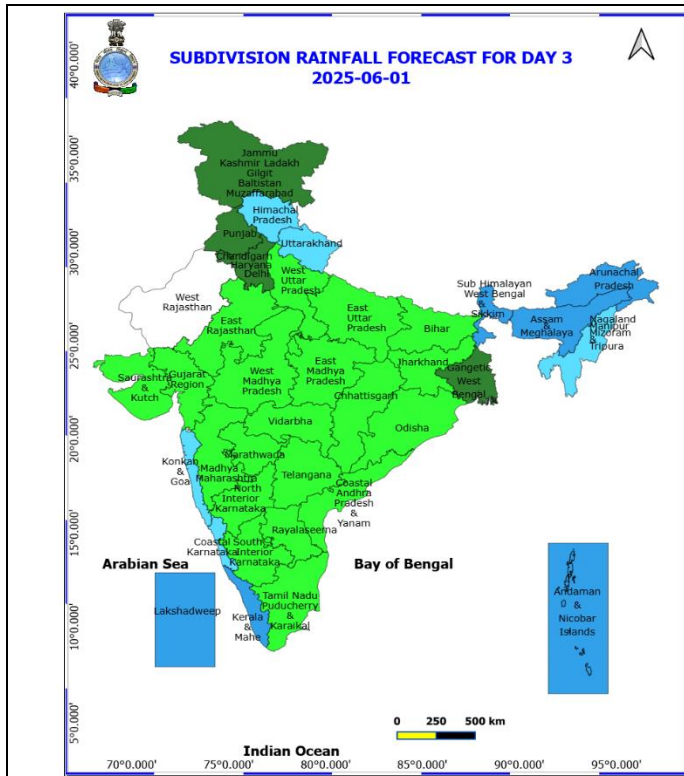 SUBDIVISION RAINFALL FORECAST FOR DAY 3
2025-06-01
40°0.000'
35°0.000'
30°0.000'
25°0.000'
20°0.000'
15°0.000'
10°0.000'
5°0.000'
Jammu
Kashmir Ladakh
Gilgit
Baltistan
Muzaffarabad
Himachal
Pradesh
Punjab
Uttarakhand
Chandigarh
Haryana
Delhi
West
Uttar
Pradesh
West
Rajasthan
East
Rajasthan
East
Uttar
Pradesh
Bihar
Sub Himalayan
West Bengal
&
Sikkim
Arunachal
Pradesh
Assam
&
Meghalaya
Nagaland
Manipur
Mizoram
&
Tripura
Saurashtra
&
Kutch
Gujarat
Region
West
Madhya
Pradesh
East
Madhya
Pradesh
Jharkhand
Gangetic
West
Bengal
Chhattisgarh
Odisha
Vidarbha
Konkan
&
Goa
Marathwada
Madhya
Maharashtra
North
Interior
Karnataka
Telangana
Coastal
Andhra
Pradesh
&
Yanam
Rayalaseema
Coastal
Karnataka
South
Interior
Karnataka
Arabian Sea
Bay of Bengal
Lakshadweep
Kerala
&
Mahe
Tamil Nadu
Puducherry
&
Karaikal
Andaman
&
Nicobar
Islands
0 250 500 km
Indian Ocean
70°0.000' 75°0.000' 80°0.000' 85°0.000' 90°0.000' 95°0.000'